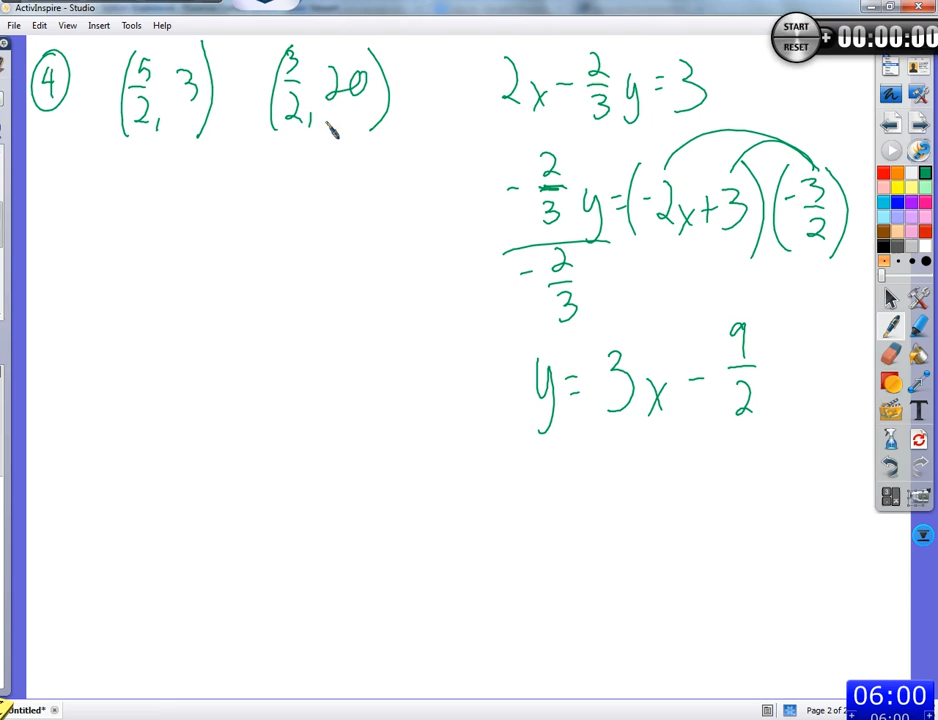 ActivInspire - Studio
File Edit View Insert Tools Help
START
RESET
00:00:00
④ (5/2, 3) (3/2, 20) 2x - 2/3 y = 3
- 2/3 y = (-2x + 3)(- 3/2)
- 2/3
y = 3x - 9/2
06:00
Untitled*
Page 2 of 2